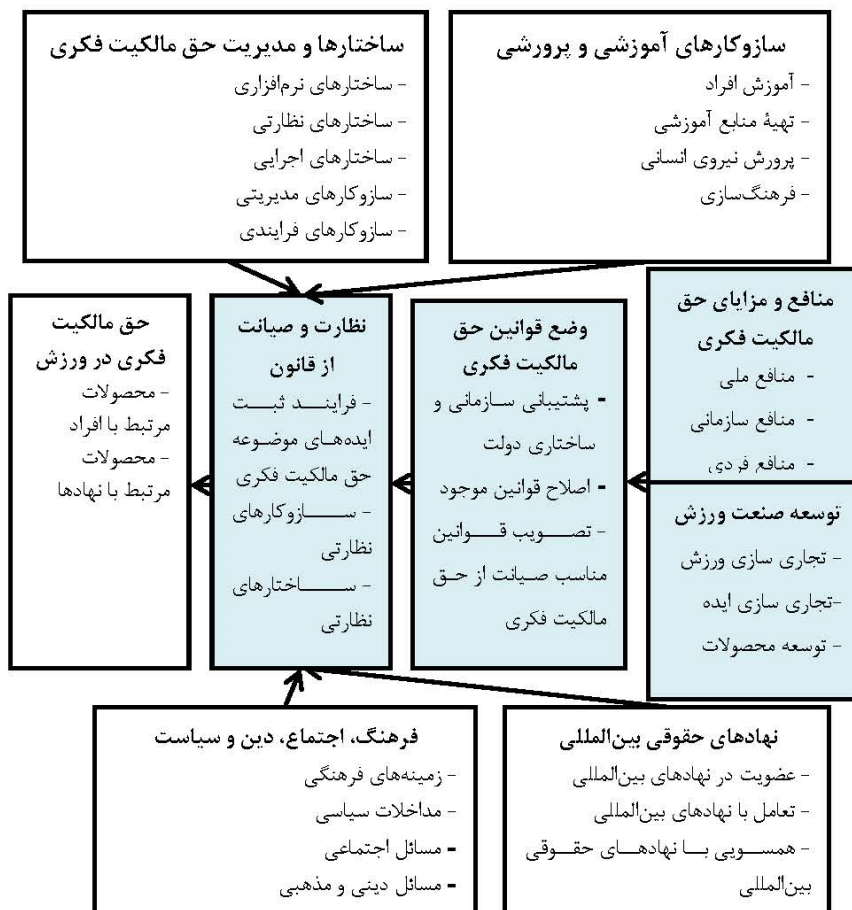 سازوکارهای آموزشی و پرورشی
- آموزش افراد
- تهیهٔ منابع آموزشی
- پرورش نیروی انسانی
- فرهنگ‌سازی
ساختارها و مدیریت حق مالکیت فکری
- ساختارهای نرم‌افزاری
- ساختارهای نظارتی
- ساختارهای اجرایی
- سازوکارهای مدیریتی
- سازوکارهای فرایندی
منافع و مزایای حق
مالکیت فکری
- منافع ملی
- منافع سازمانی
- منافع فردی
توسعه صنعت ورزش
- تجاری سازی ورزش
-تجاری سازی ایده
- توسعه محصولات
وضع قوانین حق
مالکیت فکری
- پشتیبانی سازمانی و
ساختاری دولت
- اصلاح قوانین موجود
- تصویب قوانین
مناسب صیانت از حق
مالکیت فکری
نظارت و صیانت
از قانون
- فرایند ثبت
ایده‌های موضوعه
حق مالکیت فکری
- سازوکارهای
نظارتی
- ساختارهای
نظارتی
حق مالکیت
فکری در ورزش
- محصولات
مرتبط با افراد
- محصولات
مرتبط با نهادها
نهادهای حقوقی بین‌المللی
- عضویت در نهادهای بین‌المللی
- تعامل با نهادهای بین‌المللی
- همسویی با نهادهای حقوقی
بین‌المللی
فرهنگ، اجتماع، دین و سیاست
- زمینه‌های فرهنگی
- مداخلات سیاسی
- مسائل اجتماعی
- مسائل دینی و مذهبی